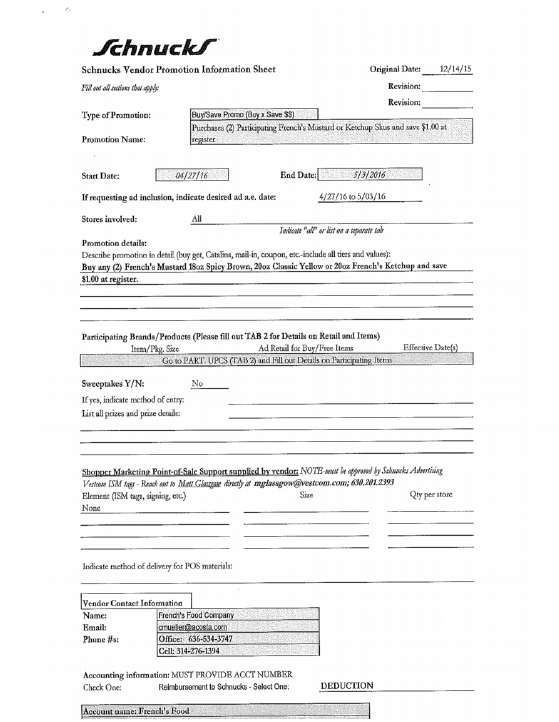 Schnucks
Schnucks Vendor Promotion Information Sheet Original Date: 12/14/15
Fill out all sections that apply: Revision:
Revision:
Type of Promotion: Buy/Save Promo (Buy x Save $$)
Purchases (2) Participating French's Mustard or Ketchup Skus and save $1.00 at
Promotion Name: register
Start Date: 04/27/16 End Date: 5/3/2016
If requesting ad inclusion, indicate desired ad a.e. date: 4/27/16 to 5/03/16
Stores involved: All
Indicate "all" or list on a separate tab
Promotion details:
Describe promotion in detail (buy get, Catalina, mail-in, coupon, etc.-include all tiers and values):
Buy any (2) French's Mustard 18oz Spicy Brown, 20oz Classic Yellow or 20oz French's Ketchup and save
$1.00 at register.
Participating Brands/Products (Please fill out TAB 2 for Details on Retail and Items)
Item/Pkg. Size Ad Retail for Buy/Free Items Effective Date(s)
Go to PART. UPCS (TAB 2) and Fill out Details on Participating Items
Sweeptakes Y/N: No
If yes, indicate method of entry:
List all prizes and prize details:
Shopper Marketing Point-of-Sale Support supplied by vendor: NOTE-must be approved by Schnucks Advertising
Vestcom ISM tags - Reach out to Matt Glassgow directly at mglassgow@vestcom.com; 630.201.2393
Element (ISM tags, signing, etc.) Size Qty per store
None
Indicate method of delivery for POS materials:
Vendor Contact Information
Name: French's Food Company
Email: cmueller@acosta.com
Phone #s: Office: 636-534-3747
Cell: 314-276-1394
Accounting information: MUST PROVIDE ACCT NUMBER
Check One: Reimbursement to Schnucks - Select One: DEDUCTION
Account name: French's Food